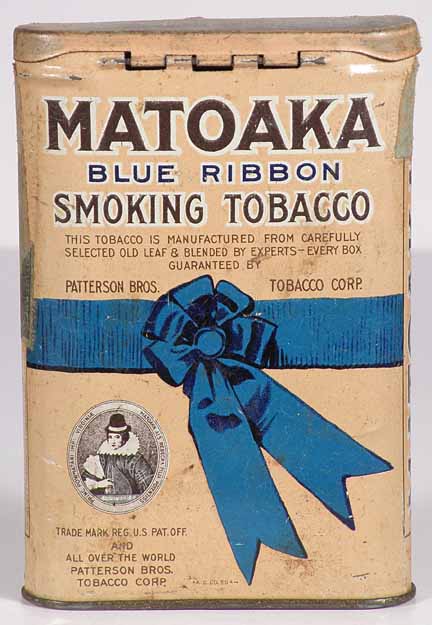 MATOAKA
BLUE RIBBON
SMOKING TOBACCO
THIS TOBACCO IS MANUFACTURED FROM CAREFULLY
SELECTED OLD LEAF & BLENDED BY EXPERTS—EVERY BOX
GUARANTEED BY
PATTERSON BROS. TOBACCO CORP.
TRADE MARK REG. U.S. PAT. OFF.
AND
ALL OVER THE WORLD
PATTERSON BROS.
TOBACCO CORP.